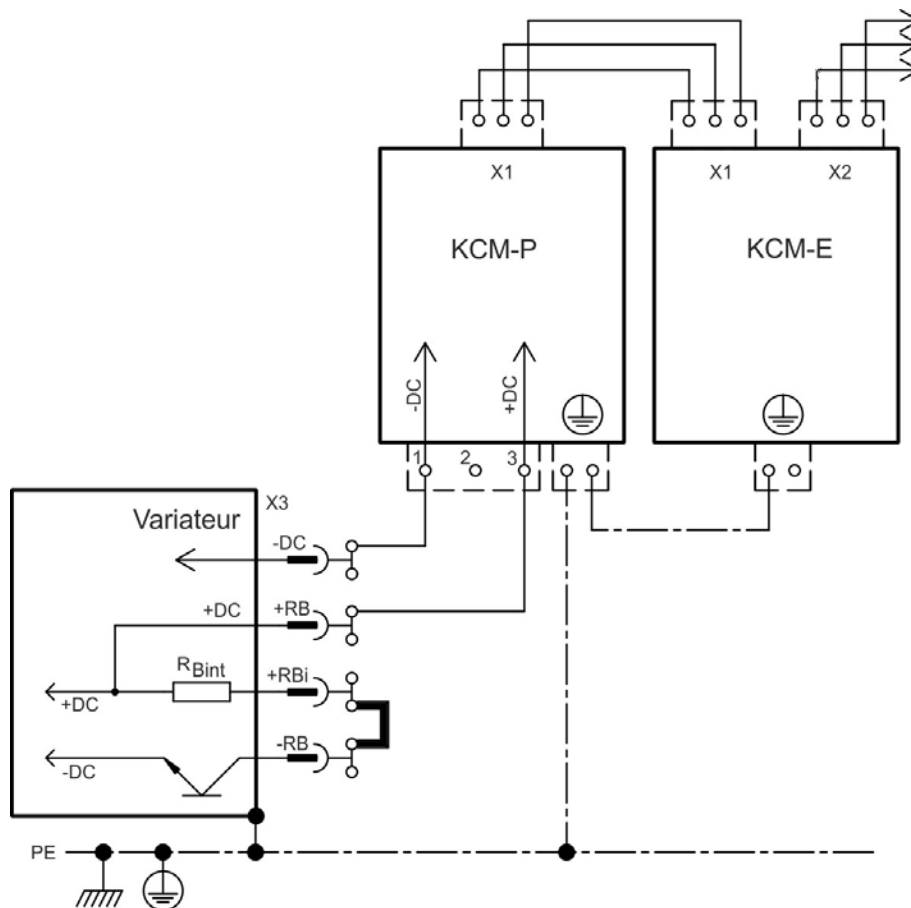 X1
X1
X2
KCM-P
KCM-E
-DC
+DC
1
2
3
Variateur
X3
-DC
+DC
+RB
RBint
+RBi
+DC
-RB
-DC
PE